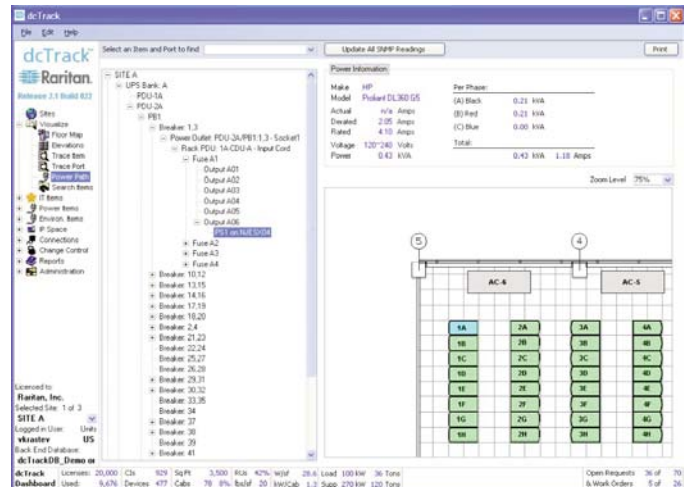 dcTrack
File Edit Help
dcTrack™
Raritan.
Release 2.1 Build 022
Sites
Visualize
Floor Map
Elevations
Trace Item
Trace Port
Power Path
Search Items
IT Items
Power Items
Environ. Items
IP Space
Connections
Change Control
Reports
Administration
Licensed to:
Raritan, Inc.
Selected Site: 1 of 3
SITE A
Logged in User: Units
vkrastev US
Back End Database:
dcTrackDB_Demo on
Select an Item and Port to find
Update All SNMP Readings
Print
SITE A
UPS Bank: A
PDU-1A
PDU-2A
PB1
Breaker: 1,3
Power Outlet: PDU-2A/PB1:1,3 - Socket1
Rack PDU: 1A-CDU-A - Input Cord
Fuse A1
Output A01
Output A02
Output A03
Output A04
Output A05
Output A06
PS1 on NJESX04
Fuse A2
Fuse A3
Fuse A4
Breaker: 10,12
Breaker: 13,15
Breaker: 14,16
Breaker: 17,19
Breaker: 18,20
Breaker: 2,4
Breaker: 21,23
Breaker: 22,24
Breaker: 25,27
Breaker: 26,28
Breaker: 29,31
Breaker: 30,32
Breaker: 33,35
Breaker: 34
Breaker: 37
Breaker: 38
Breaker: 39
Breaker: 41
Power Information
Make HP
Model Proliant DL360 G5
Actual n/a Amps
Derated 2.05 Amps
Rated 4.10 Amps
Voltage 120~240 Volts
Power 0.43 kVA
Per Phase:
(A) Black 0.21 kVA
(B) Red 0.21 kVA
(C) Blue 0.00 kVA
Total:
0.43 kVA 1.18 Amps
Zoom Level 75%
5 4
AC-6 AC-5
1A 2A 3A 4A
1B 2B 3B 4B
1C 2C 3C 4C
1D 2D 3D 4D
1E 2E 3E 4E
1F 2F 3F 4F
1G 2G 3G 4G
1H 2H 3H 4H
dcTrack Licenses: 20,000 CIs 929 Sq Ft 3,500 RUs 42% W/sf 28.6 Load 100 kW 36 Tons Open Requests 36 of 70
Dashboard Used: 9,676 Devices 477 Cabs 70 8% lbs/sf 20 kW/Cab 1.3 Supp 270 kW 120 Tons & Work Orders 5 of 26